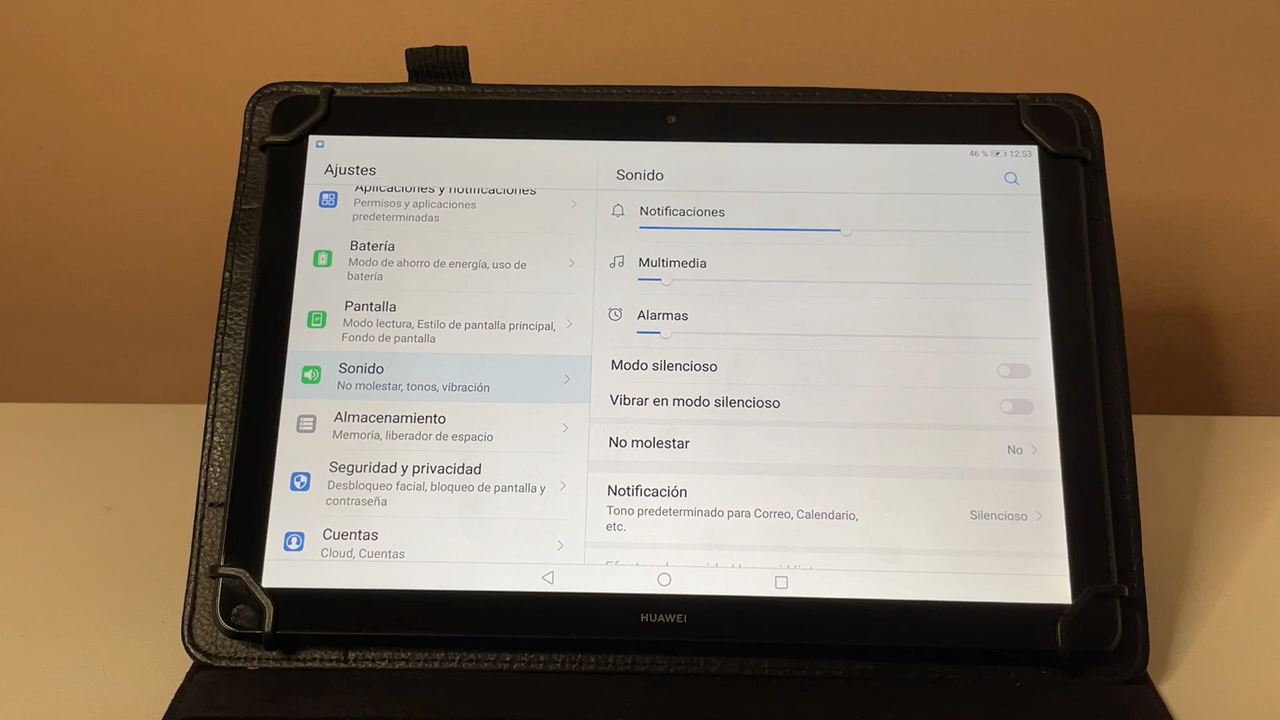 46 % 12:53
Ajustes
Aplicaciones y notificaciones
Permisos y aplicaciones
predeterminadas
Batería
Modo de ahorro de energía, uso de
batería
Pantalla
Modo lectura, Estilo de pantalla principal,
Fondo de pantalla
Sonido
No molestar, tonos, vibración
Almacenamiento
Memoria, liberador de espacio
Seguridad y privacidad
Desbloqueo facial, bloqueo de pantalla y
contraseña
Cuentas
Cloud, Cuentas
Sonido
Notificaciones
Multimedia
Alarmas
Modo silencioso
Vibrar en modo silencioso
No molestar
No
Notificación
Tono predeterminado para Correo, Calendario,
etc.
Silencioso
HUAWEI